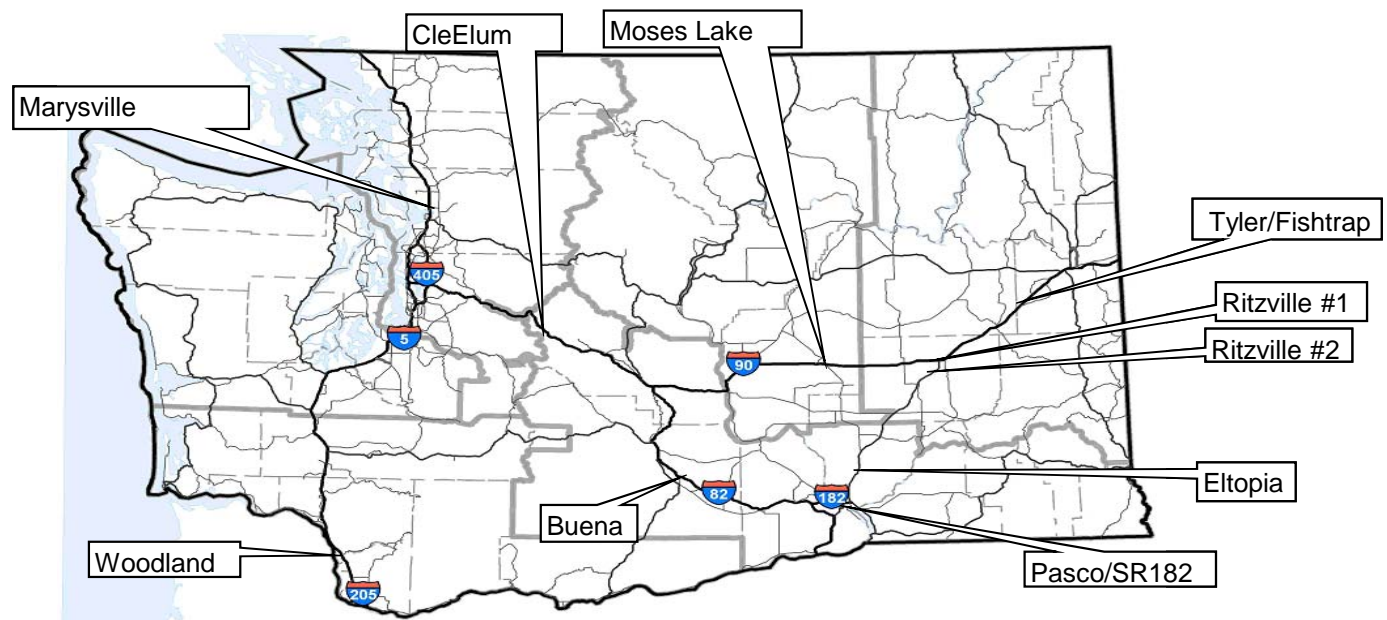 CleElum
Moses Lake
Marysville
Tyler/Fishtrap
405
Ritzville #1
5
Ritzville #2
90
Eltopia
82
182
Buena
Woodland
Pasco/SR182
205